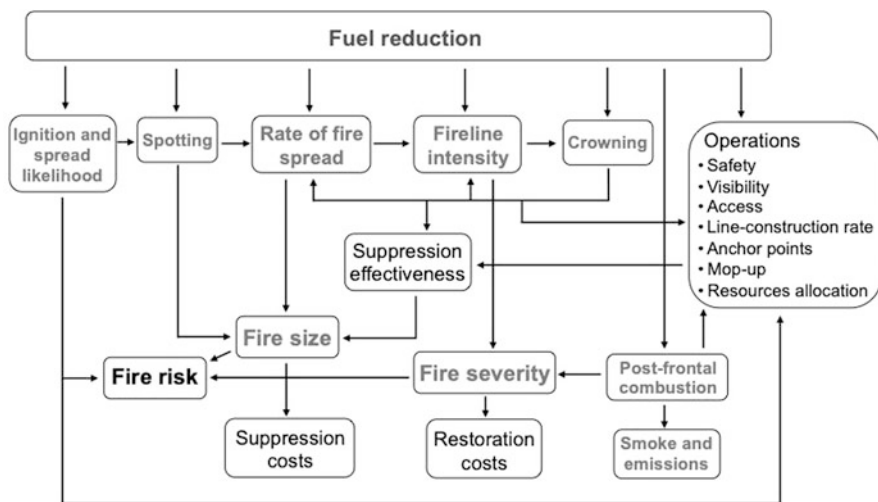 Fuel reduction
Ignition and
spread
likelihood
Spotting
Rate of fire
spread
Fireline
intensity
Crowning
Operations
• Safety
• Visibility
• Access
• Line-construction rate
• Anchor points
• Mop-up
• Resources allocation
Suppression
effectiveness
Fire size
Fire risk
Fire severity
Post-frontal
combustion
Suppression
costs
Restoration
costs
Smoke and
emissions